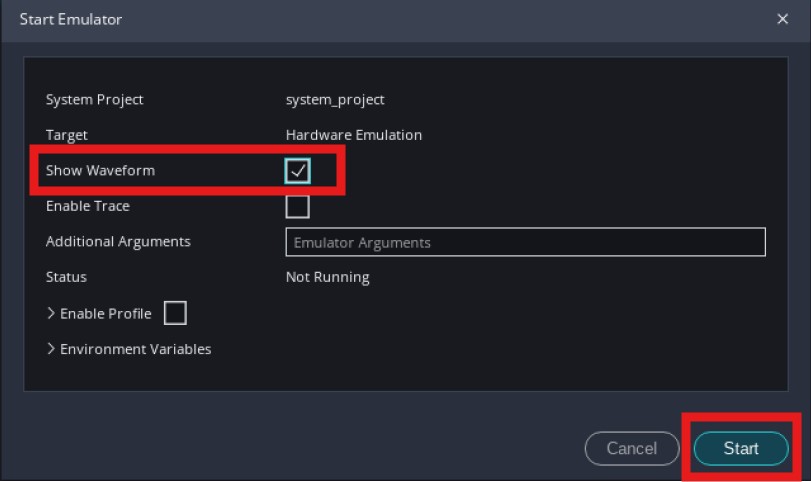 Start Emulator
System Project system_project
Target Hardware Emulation
Show Waveform
Enable Trace
Additional Arguments Emulator Arguments
Status Not Running
Enable Profile
Environment Variables
Cancel Start